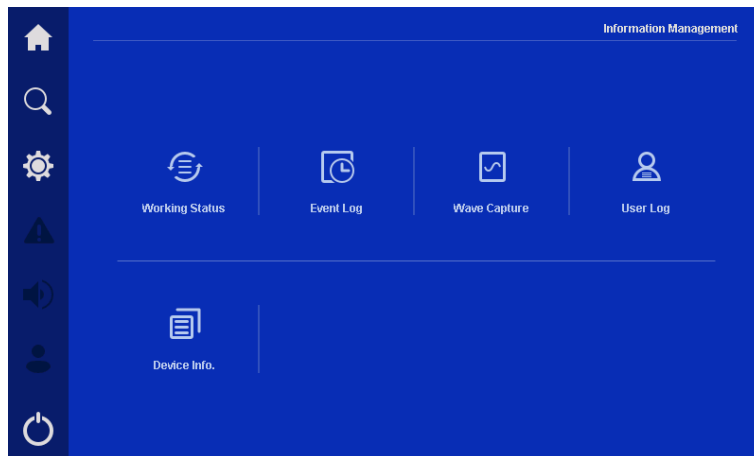 Information Management
Working Status
Event Log
Wave Capture
User Log
Device Info.